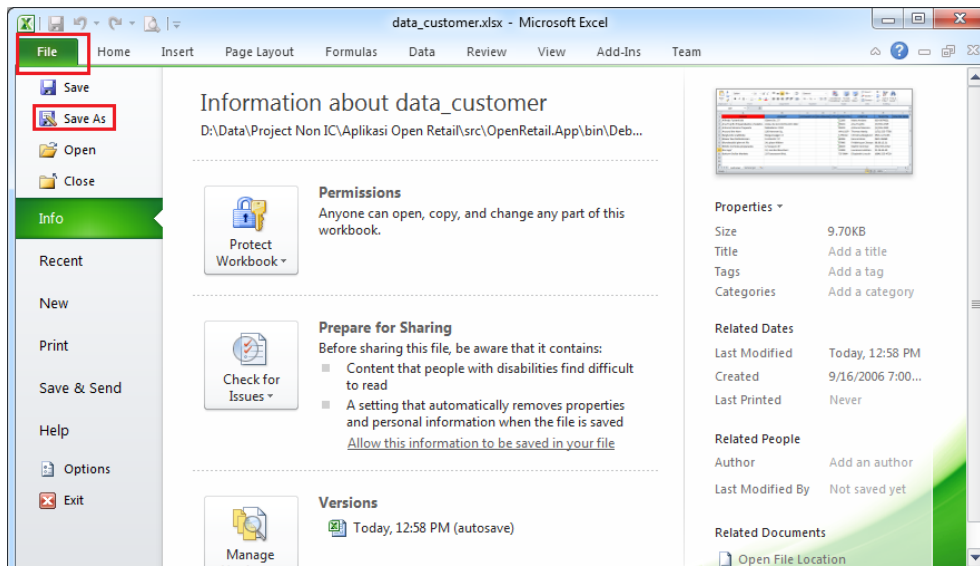 data_customer.xlsx - Microsoft Excel
File Home Insert Page Layout Formulas Data Review View Add-Ins Team
Save
Save As
Open
Close
Info
Recent
New
Print
Save & Send
Help
Options
Exit
Information about data_customer
D:\Data\Project Non IC\Aplikasi Open Retail\src\OpenRetail.App\bin\Deb...
Protect
Workbook
Permissions
Anyone can open, copy, and change any part of this
workbook.
Check for
Issues
Prepare for Sharing
Before sharing this file, be aware that it contains:
Content that people with disabilities find difficult
to read
A setting that automatically removes properties
and personal information when the file is saved
Allow this information to be saved in your file
Manage
Versions
Today, 12:58 PM (autosave)
Properties
Size 9.70KB
Title Add a title
Tags Add a tag
Categories Add a category
Related Dates
Last Modified Today, 12:58 PM
Created 9/16/2006 7:00...
Last Printed Never
Related People
Author Add an author
Last Modified By Not saved yet
Related Documents
Open File Location